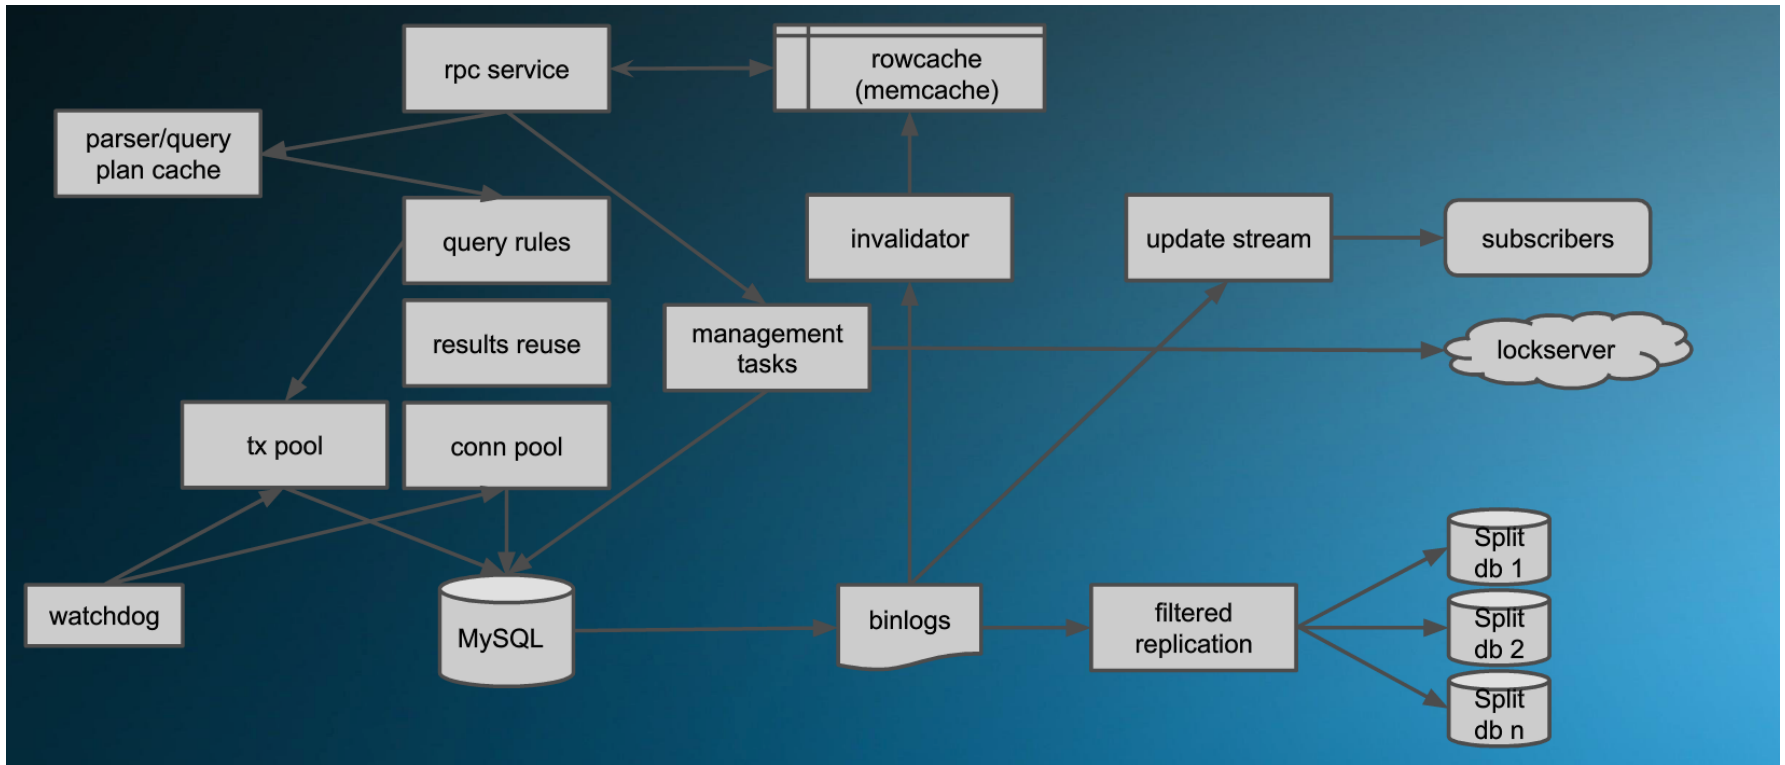 rpc service
rowcache
(memcache)
parser/query
plan cache
query rules
invalidator
update stream
subscribers
results reuse
management
tasks
lockserver
tx pool
conn pool
watchdog
MySQL
binlogs
filtered
replication
Split
db 1
Split
db 2
Split
db n